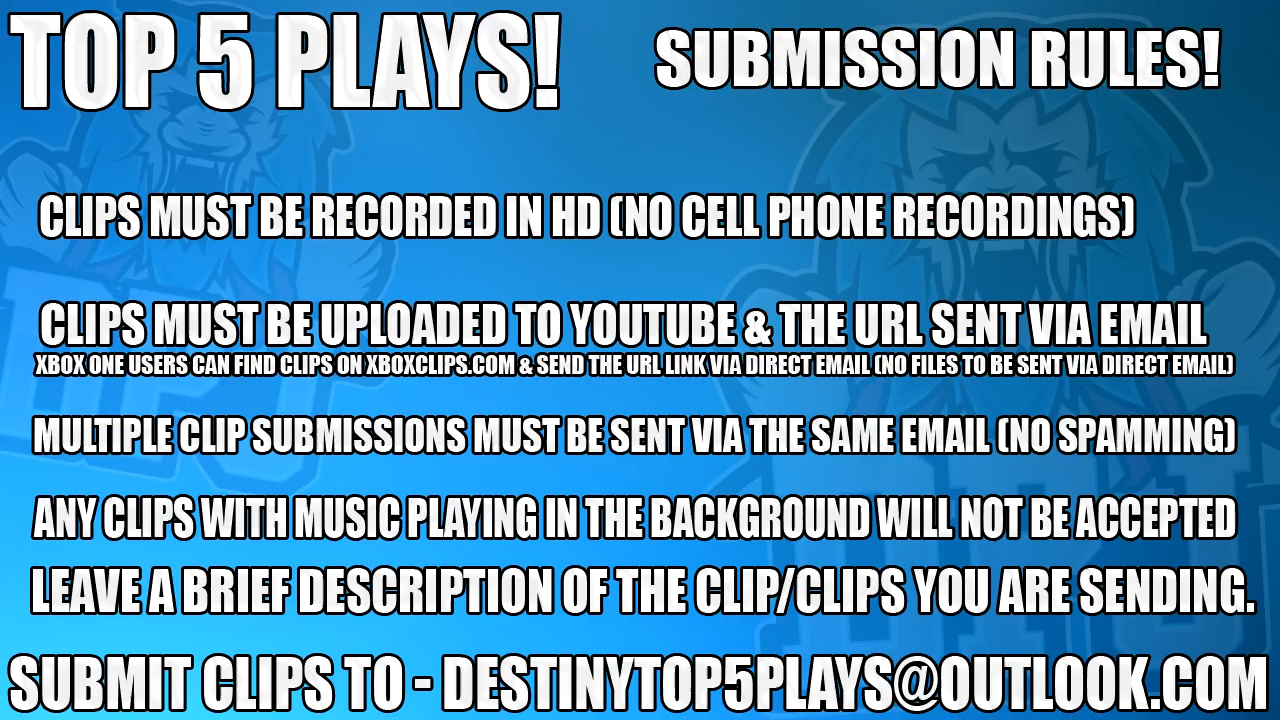 TOP 5 PLAYS!
SUBMISSION RULES!
CLIPS MUST BE RECORDED IN HD (NO CELL PHONE RECORDINGS)
CLIPS MUST BE UPLOADED TO YOUTUBE & THE URL SENT VIA EMAIL
XBOX ONE USERS CAN FIND CLIPS ON XBOXCLIPS.COM & SEND THE URL LINK VIA DIRECT EMAIL (NO FILES TO BE SENT VIA DIRECT EMAIL)
MULTIPLE CLIP SUBMISSIONS MUST BE SENT VIA THE SAME EMAIL (NO SPAMMING)
ANY CLIPS WITH MUSIC PLAYING IN THE BACKGROUND WILL NOT BE ACCEPTED
LEAVE A BRIEF DESCRIPTION OF THE CLIP/CLIPS YOU ARE SENDING.
SUBMIT CLIPS TO - DESTINYTOP5PLAYS@OUTLOOK.COM